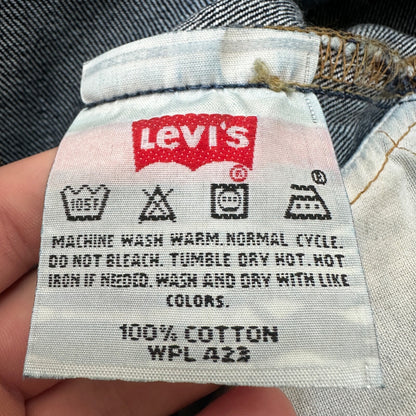 Levi's
®
105F
MACHINE WASH WARM. NORMAL CYCLE.
DO NOT BLEACH. TUMBLE DRY HOT. HOT
IRON IF NEEDED. WASH AND DRY WITH LIKE
COLORS.
100% COTTON
WPL 423